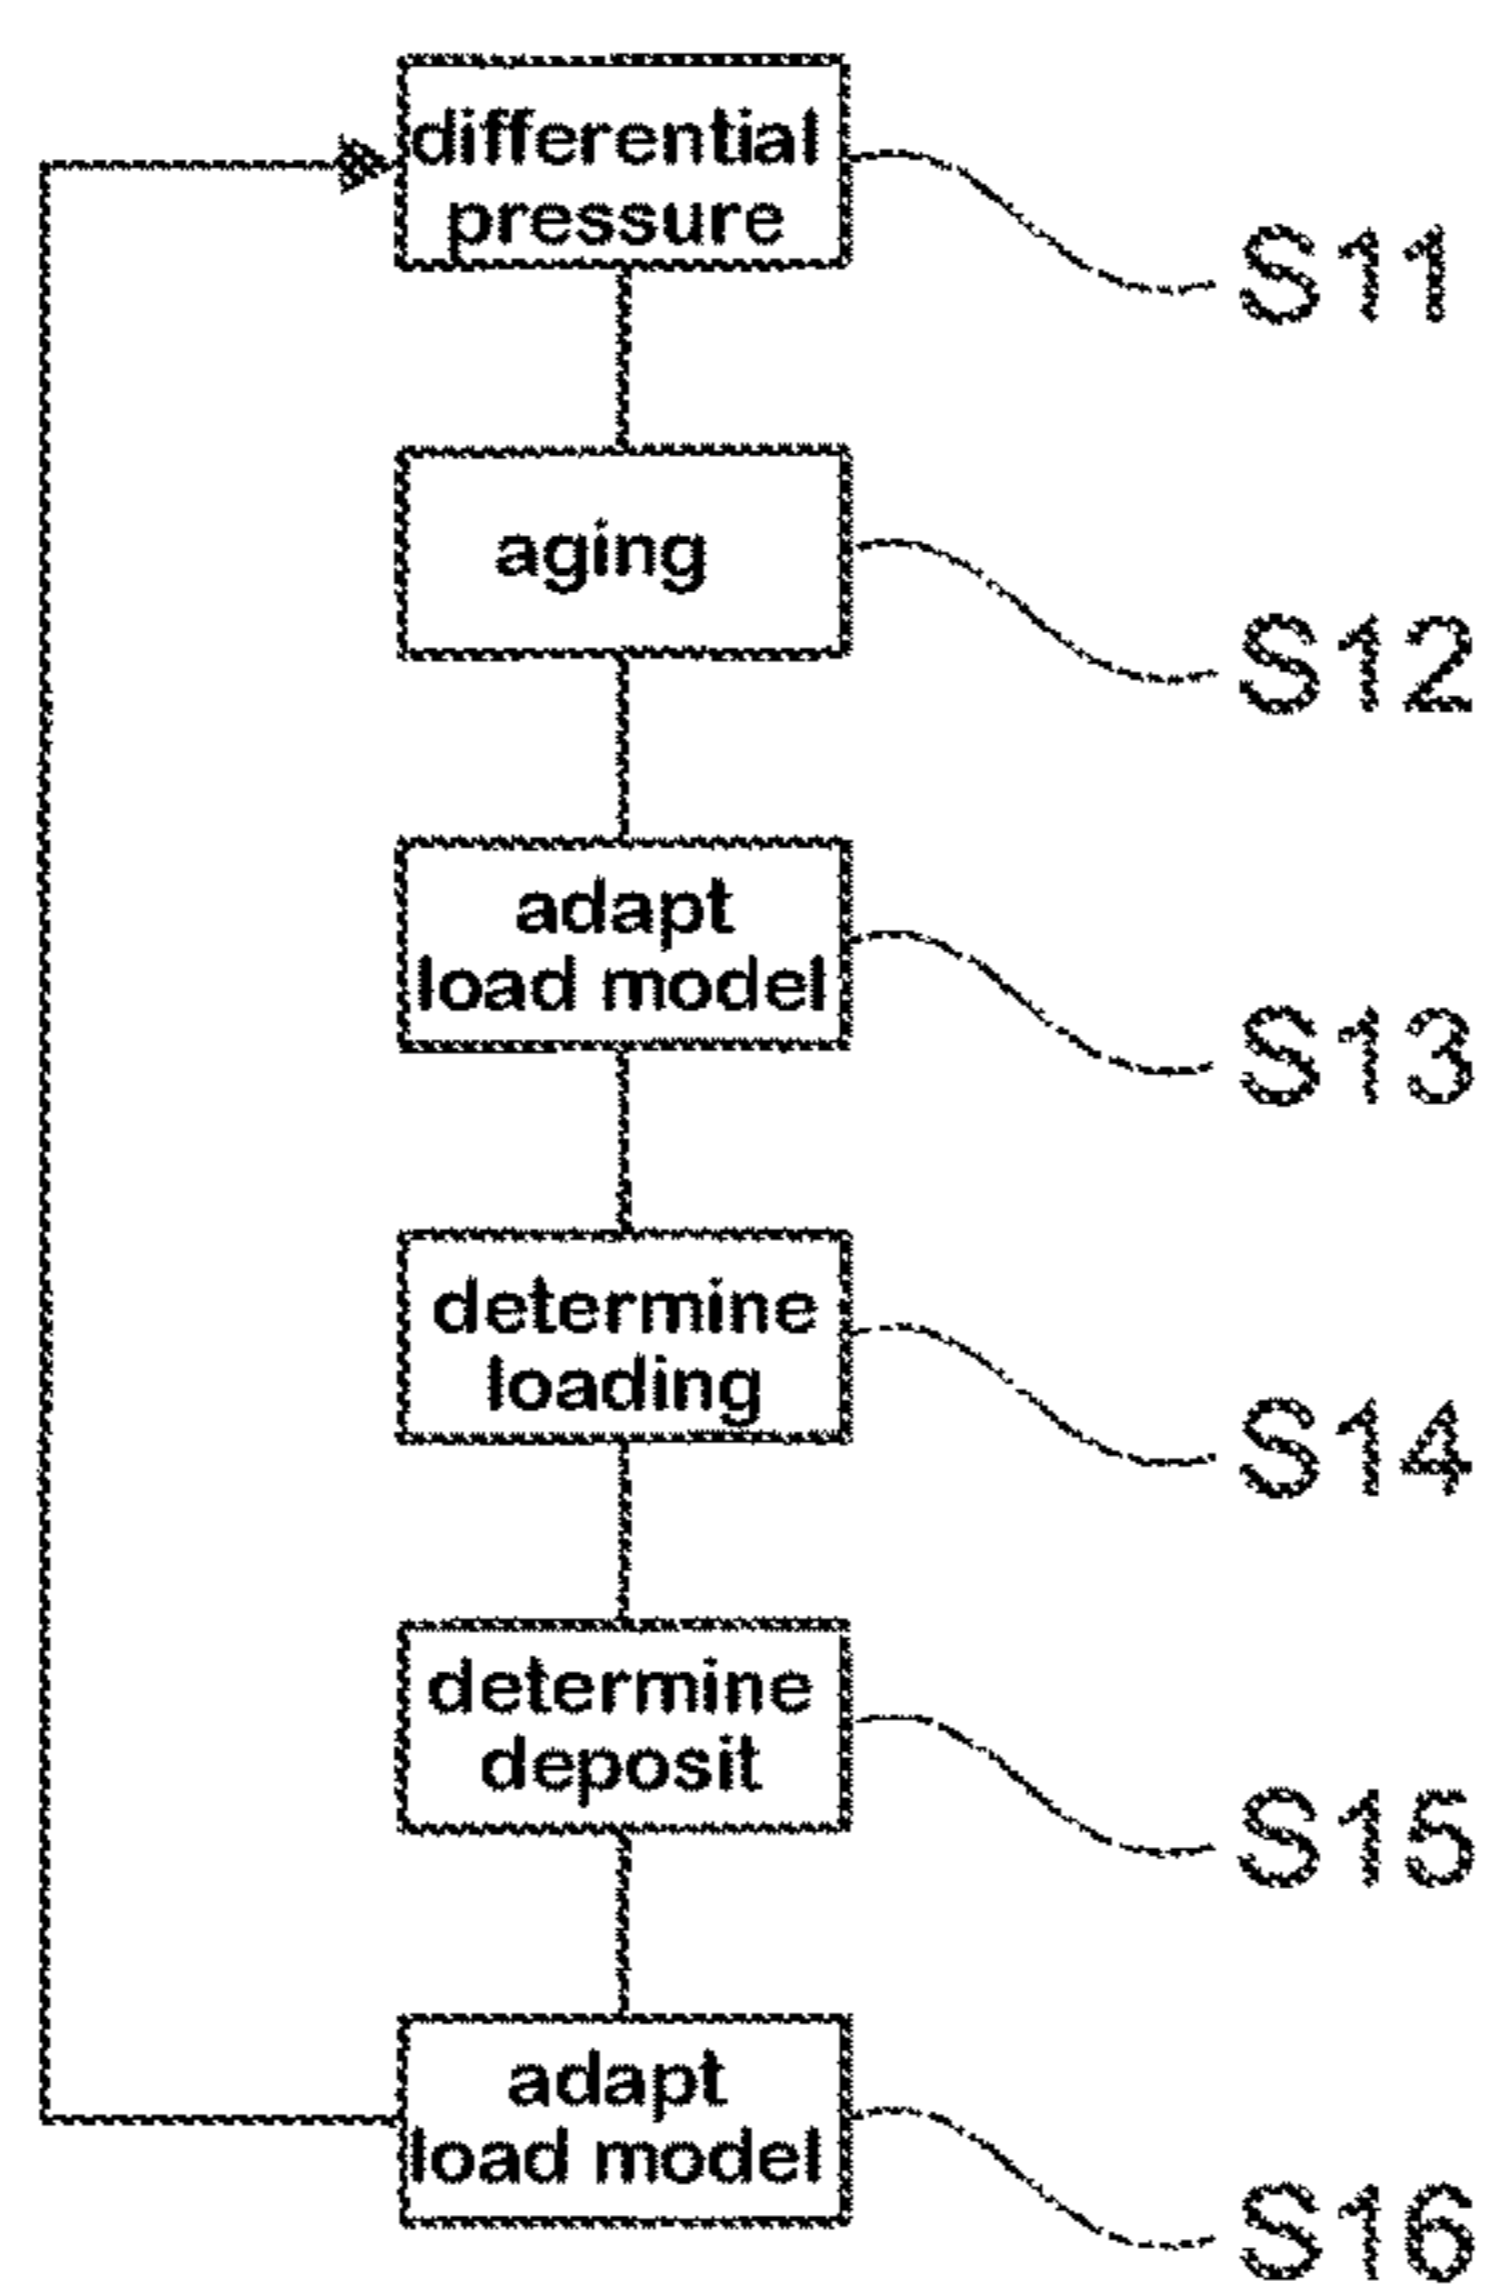 differential
pressure
S11
aging
S12
adapt
load model
S13
determine
loading
S14
determine
deposit
S15
adapt
load model
S16